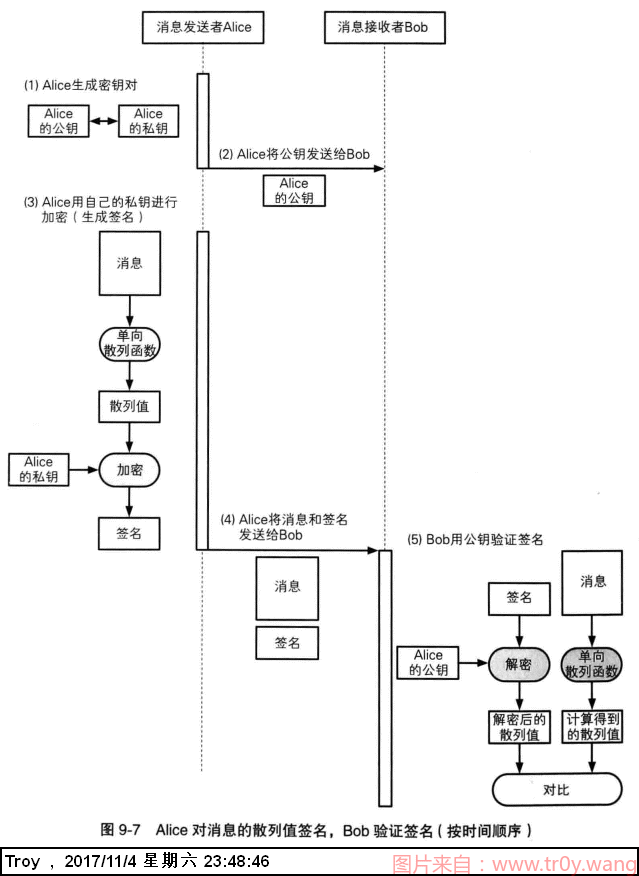 消息发送者Alice
消息接收者Bob
(1) Alice生成密钥对
Alice
的公钥
Alice
的私钥
(2) Alice将公钥发送给Bob
Alice
的公钥
(3) Alice用自己的私钥进行
加密（生成签名）
消息
单向
散列函数
散列值
Alice
的私钥
加密
签名
(4) Alice将消息和签名
发送给Bob
消息
签名
(5) Bob用公钥验证签名
签名
消息
Alice
的公钥
解密
单向
散列函数
解密后的
散列值
计算得到
的散列值
对比
图 9-7 Alice 对消息的散列值签名，Bob 验证签名（按时间顺序）
Troy , 2017/11/4 星期六 23:48:46
图片来自：www.tr0y.wang